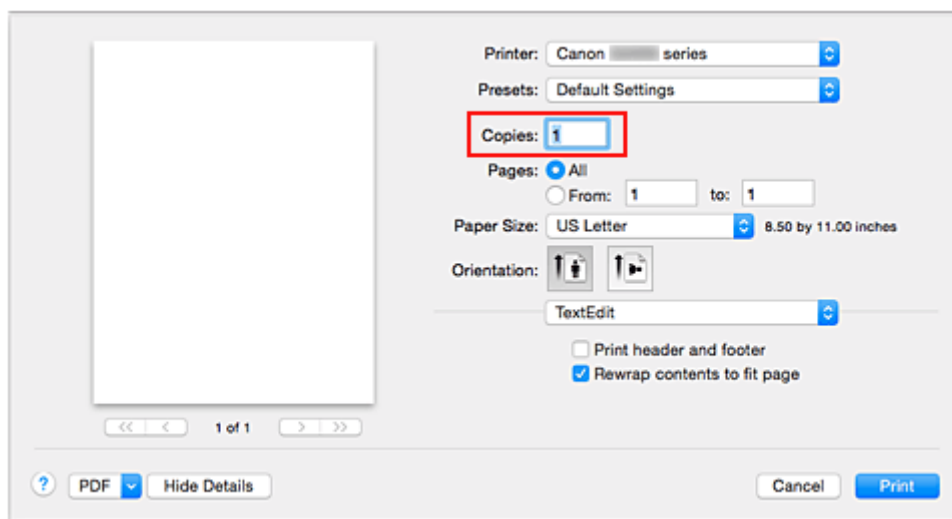 Printer: Canon series
Presets: Default Settings
Copies: 1
Pages: All
From: 1 to: 1
Paper Size: US Letter 8.50 by 11.00 inches
Orientation:
TextEdit
Print header and footer
Rewrap contents to fit page
<< < 1 of 1 > >>
? PDF Hide Details Cancel Print